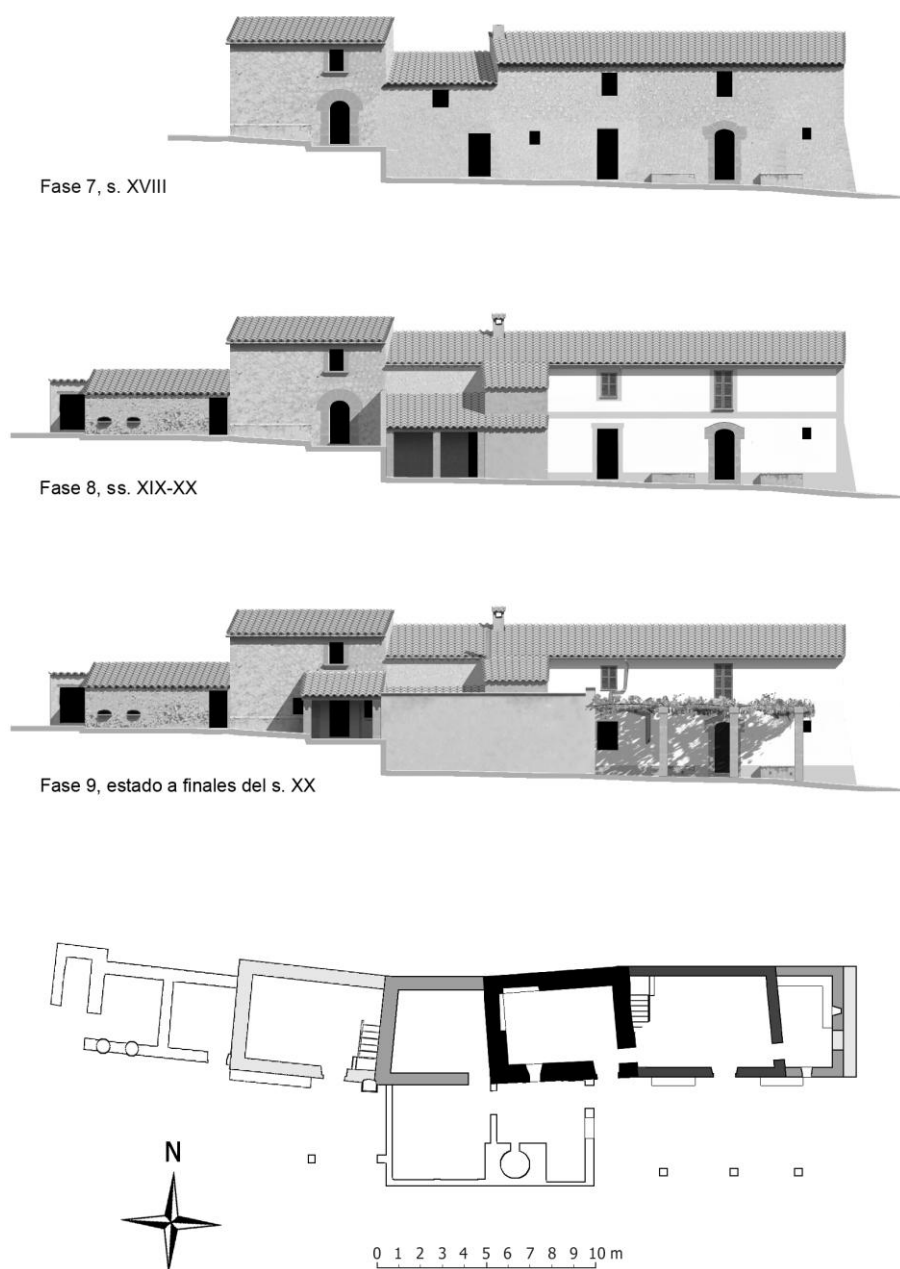 Fase 7, s. XVIII
Fase 8, ss. XIX-XX
Fase 9, estado a finales del s. XX
N
0 1 2 3 4 5 6 7 8 9 10 m